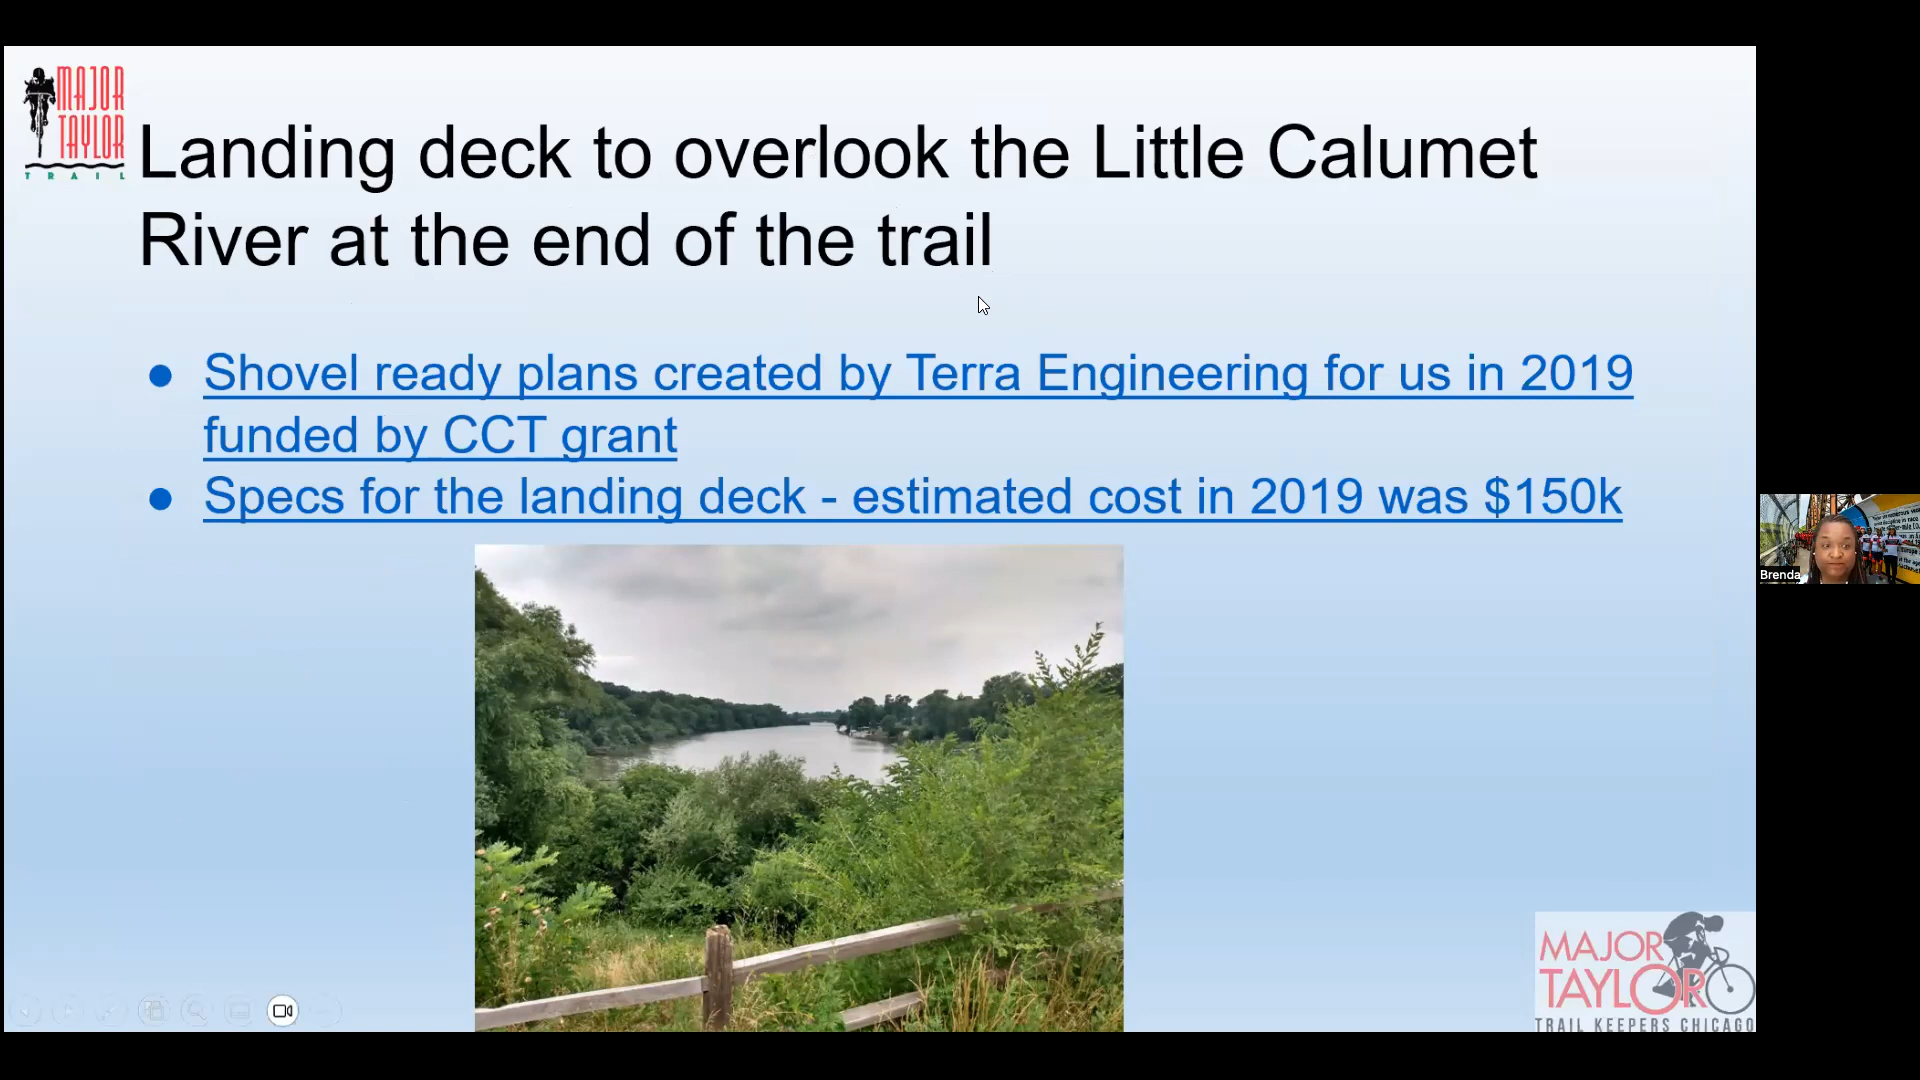 MAJOR
TAYLOR
TRAIL
Landing deck to overlook the Little Calumet
River at the end of the trail
● Shovel ready plans created by Terra Engineering for us in 2019
funded by CCT grant
● Specs for the landing deck - estimated cost in 2019 was $150k
Brenda
MAJOR
TAYLOR
TRAIL KEEPERS CHICAGO